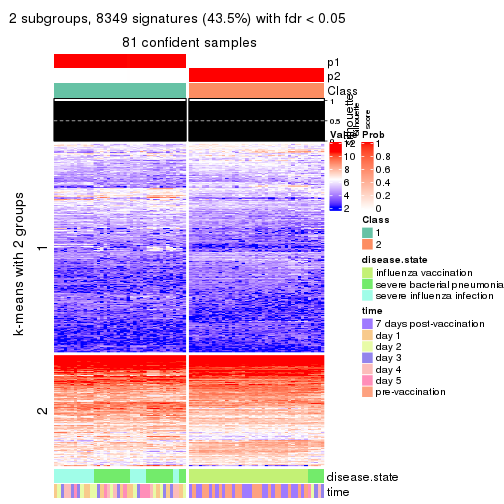 2 subgroups, 8349 signatures (43.5%) with fdr < 0.05
81 confident samples
p1
p2
Class
1
0.5
Silhouette
score
Value
12
10
8
6
4
2
Prob
1
0.8
0.6
0.4
0.2
0
Class
1
2
disease.state
influenza vaccination
severe bacterial pneumonia
severe influenza infection
time
7 days post-vaccination
day 1
day 2
day 3
day 4
day 5
pre-vaccination
k-means with 2 groups
1
2
disease.state
time